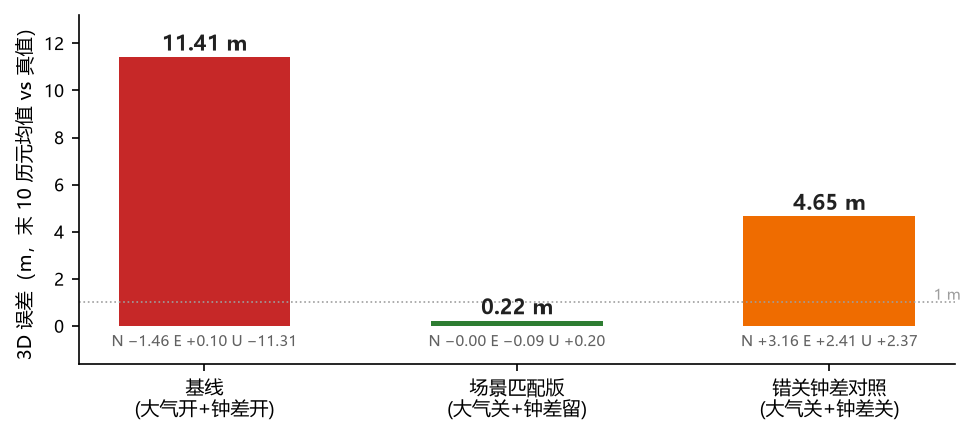 3D 误差（m，末 10 历元均值 vs 真值）
12
10
8
6
4
2
0
11.41 m
0.22 m
4.65 m
1 m
N −1.46 E +0.10 U −11.31
N −0.00 E −0.09 U +0.20
N +3.16 E +2.41 U +2.37
基线
(大气开+钟差开)
场景匹配版
(大气关+钟差留)
错关钟差对照
(大气关+钟差关)